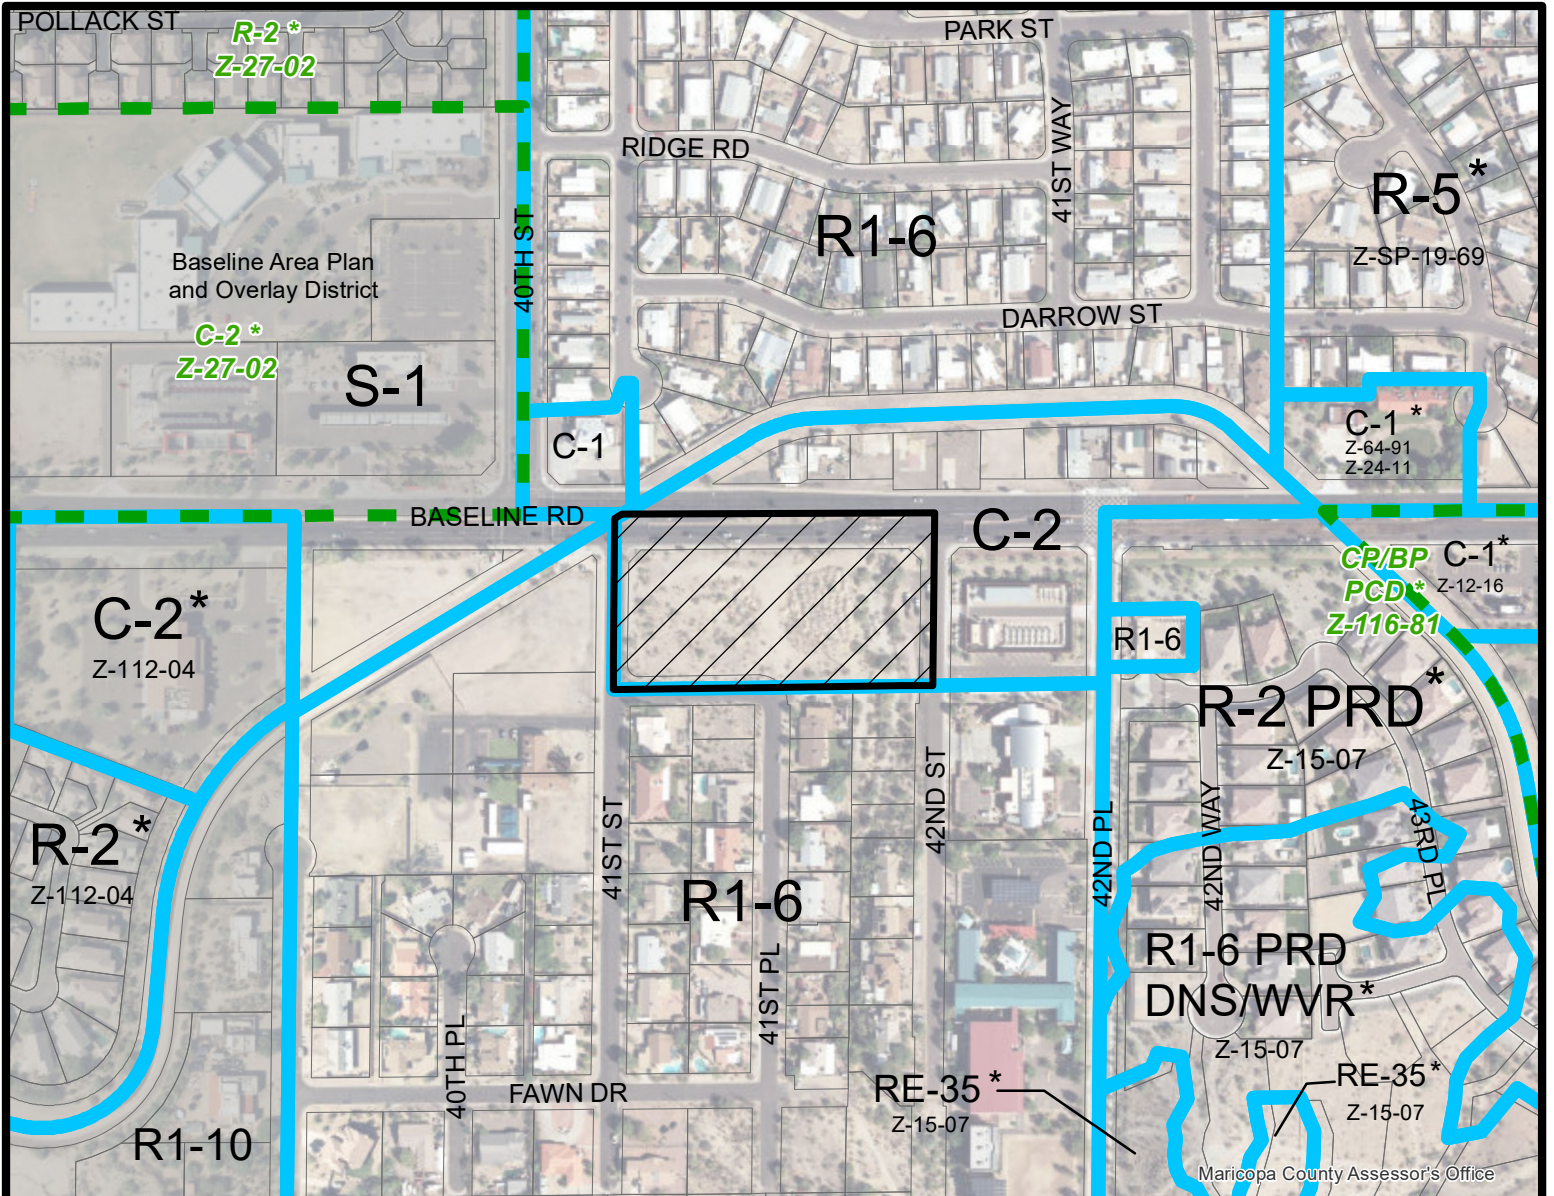 POLLACK ST
R-2 *
Z-27-02
PARK ST
RIDGE RD
41ST WAY
R-5 *
Z-SP-19-69
R1-6
40TH ST
Baseline Area Plan
and Overlay District
C-2 *
Z-27-02
S-1
DARROW ST
C-1
C-1 *
Z-64-91
Z-24-11
BASELINE RD
C-2
CP/BP
PCD *
Z-116-81
C-1 *
Z-12-16
C-2 *
Z-112-04
R1-6
R-2 PRD *
Z-15-07
R-2 *
Z-112-04
41ST ST
42ND ST
42ND PL
42ND WAY
43RD PL
R1-6
41ST PL
R1-6 PRD
DNS/WVR *
Z-15-07
40TH PL
FAWN DR
RE-35 *
Z-15-07
RE-35 *
Z-15-07
R1-10
Maricopa County Assessor's Office